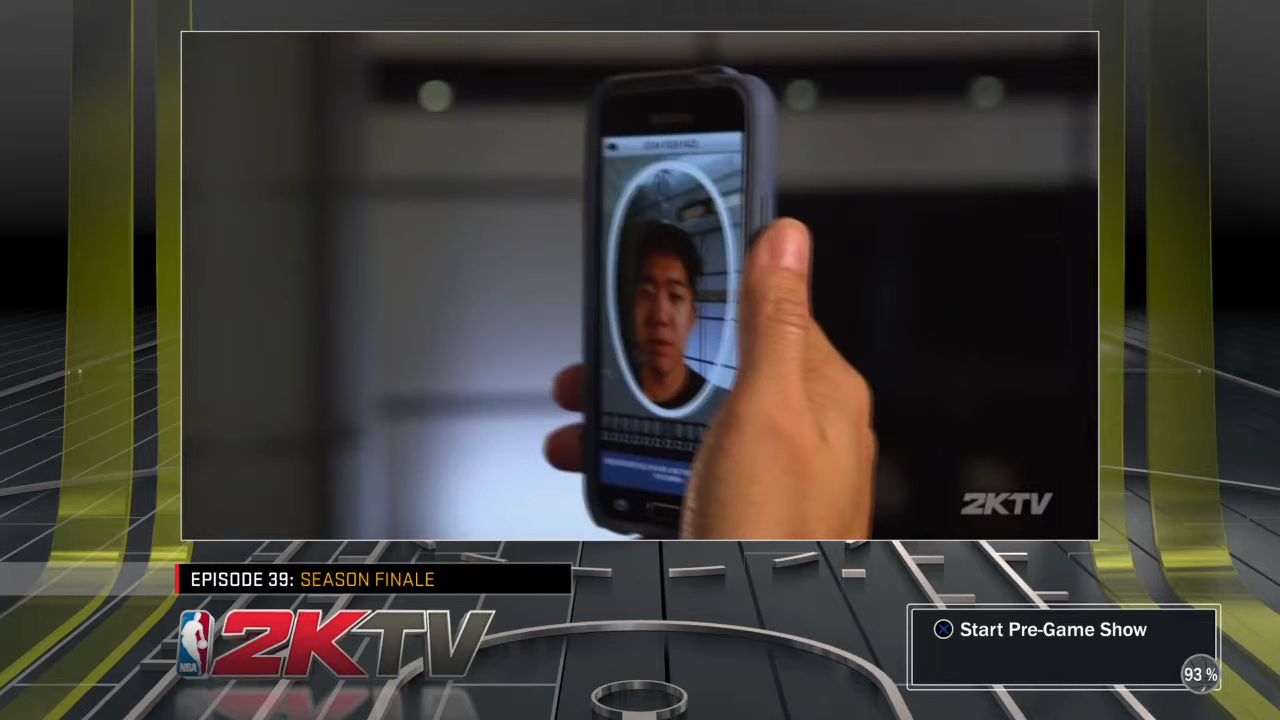 2KTV
EPISODE 39: SEASON FINALE
NBA 2KTV
Start Pre-Game Show
93 %